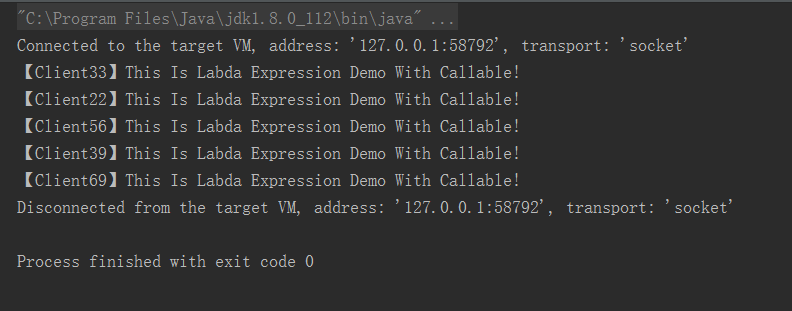 "C:\Program Files\Java\jdk1.8.0_112\bin\java" ...
Connected to the target VM, address: '127.0.0.1:58792', transport: 'socket'
【Client33】This Is Labda Expression Demo With Callable!
【Client22】This Is Labda Expression Demo With Callable!
【Client56】This Is Labda Expression Demo With Callable!
【Client39】This Is Labda Expression Demo With Callable!
【Client69】This Is Labda Expression Demo With Callable!
Disconnected from the target VM, address: '127.0.0.1:58792', transport: 'socket'
Process finished with exit code 0